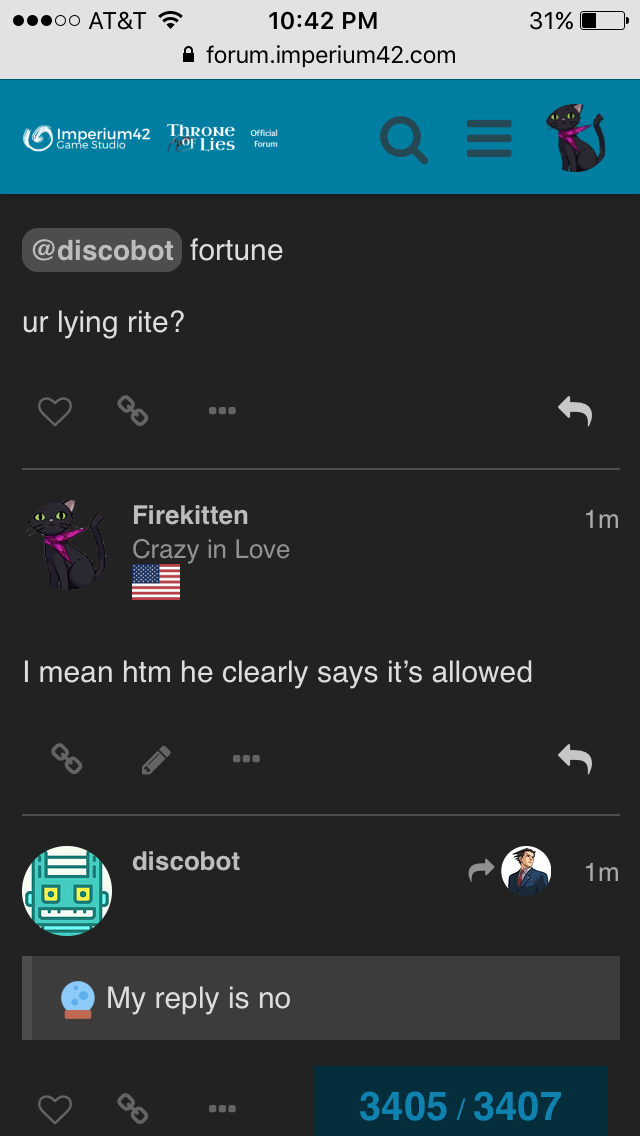 AT&T 10:42 PM 31%
forum.imperium42.com
Imperium42
Game Studio
THRONE
OF LIES
Official
Forum
@discobot fortune
ur lying rite?
Firekitten 1m
Crazy in Love
I mean htm he clearly says it’s allowed
discobot 1m
My reply is no
3405 / 3407